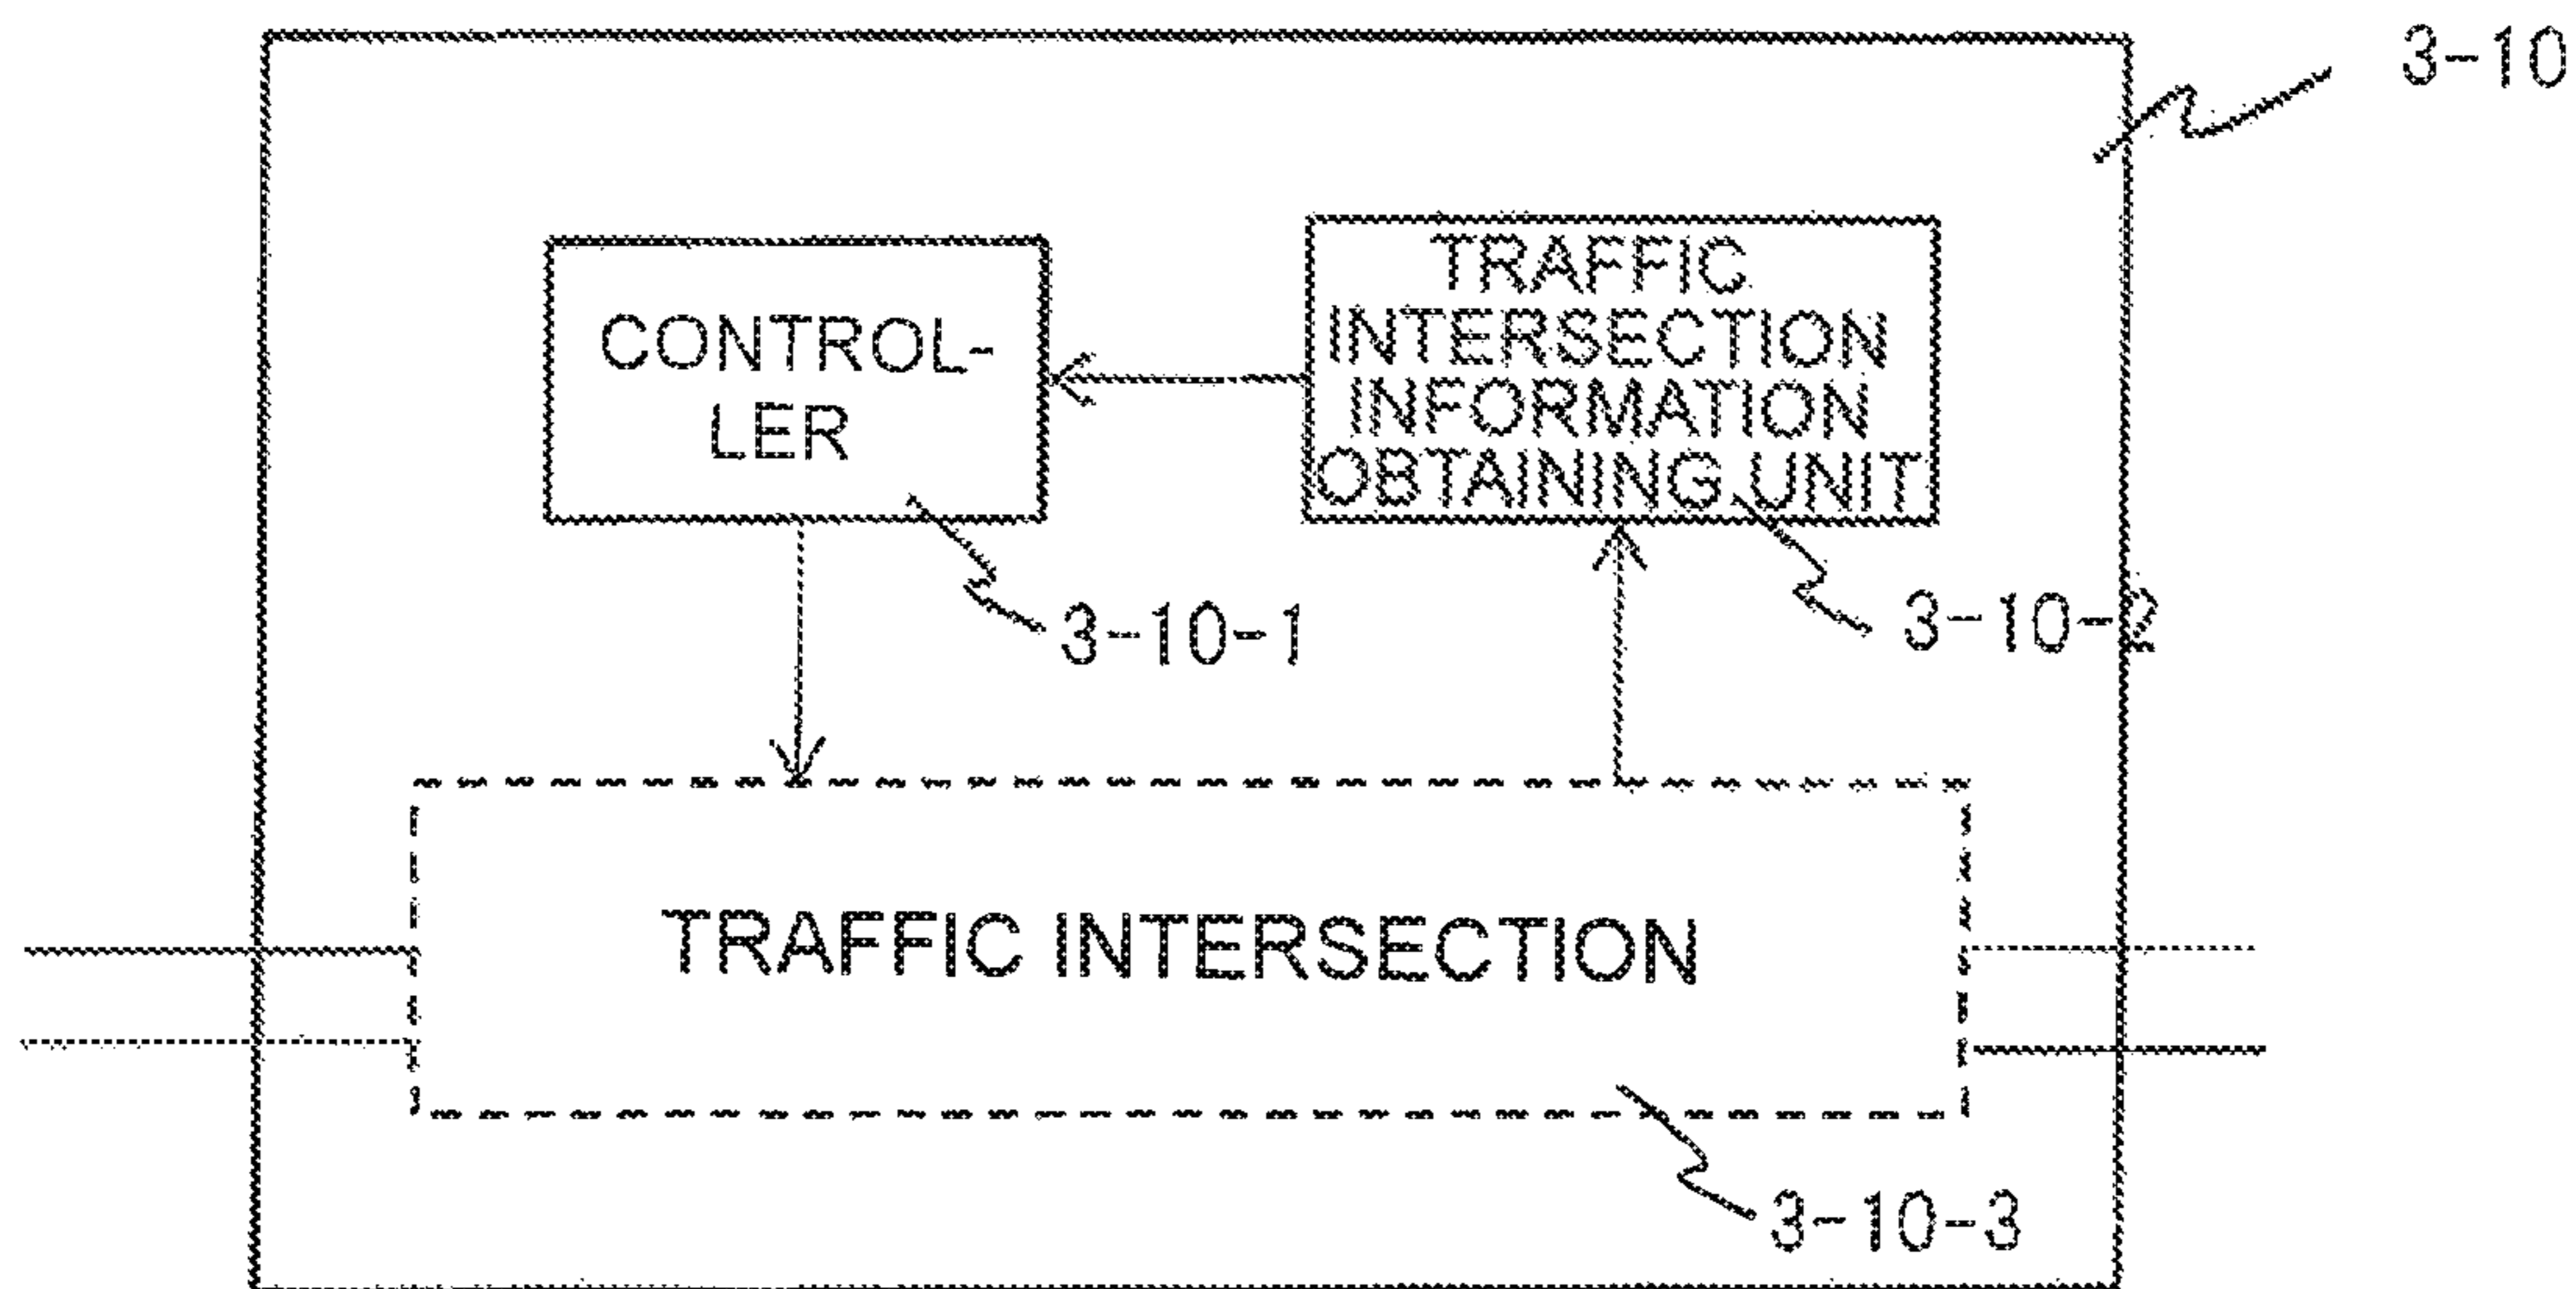 3-10
CONTROL-
LER
TRAFFIC
INTERSECTION
INFORMATION
OBTAINING UNIT
3-10-1
3-10-2
TRAFFIC INTERSECTION
3-10-3